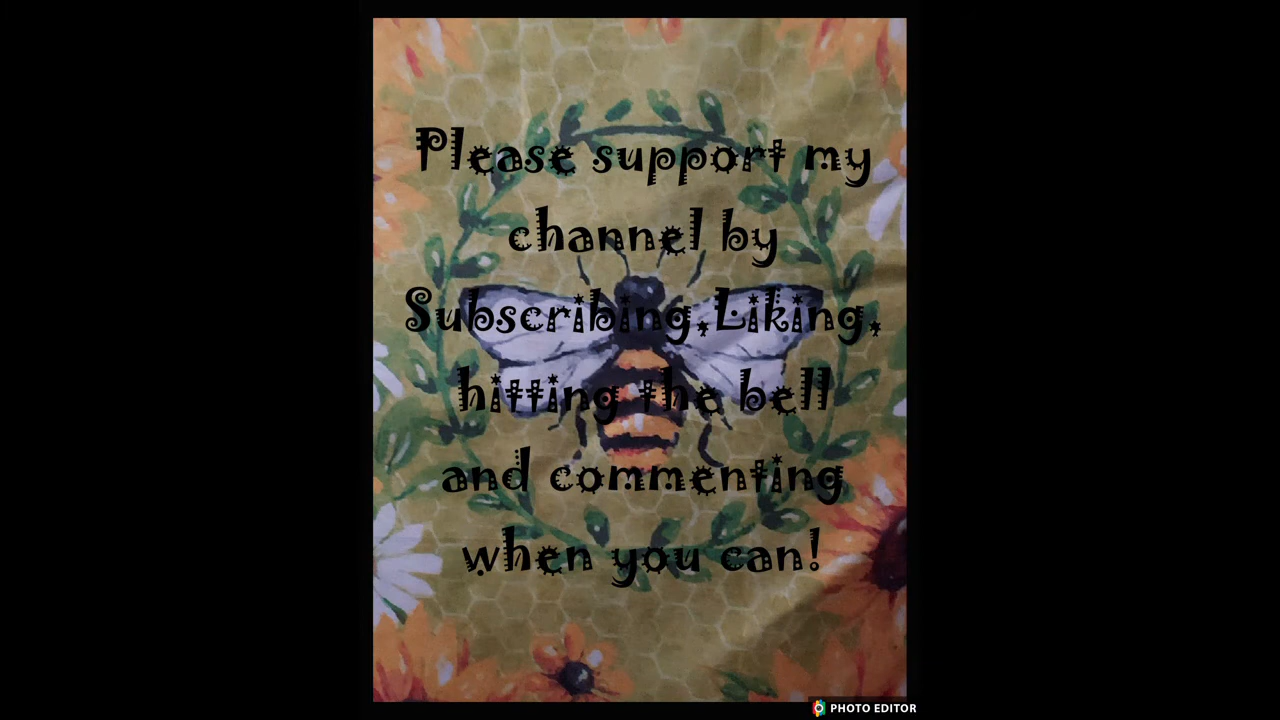 Please support my
channel by
Subscribing,Liking,
hitting the bell
and commenting
when you can!
PHOTO EDITOR